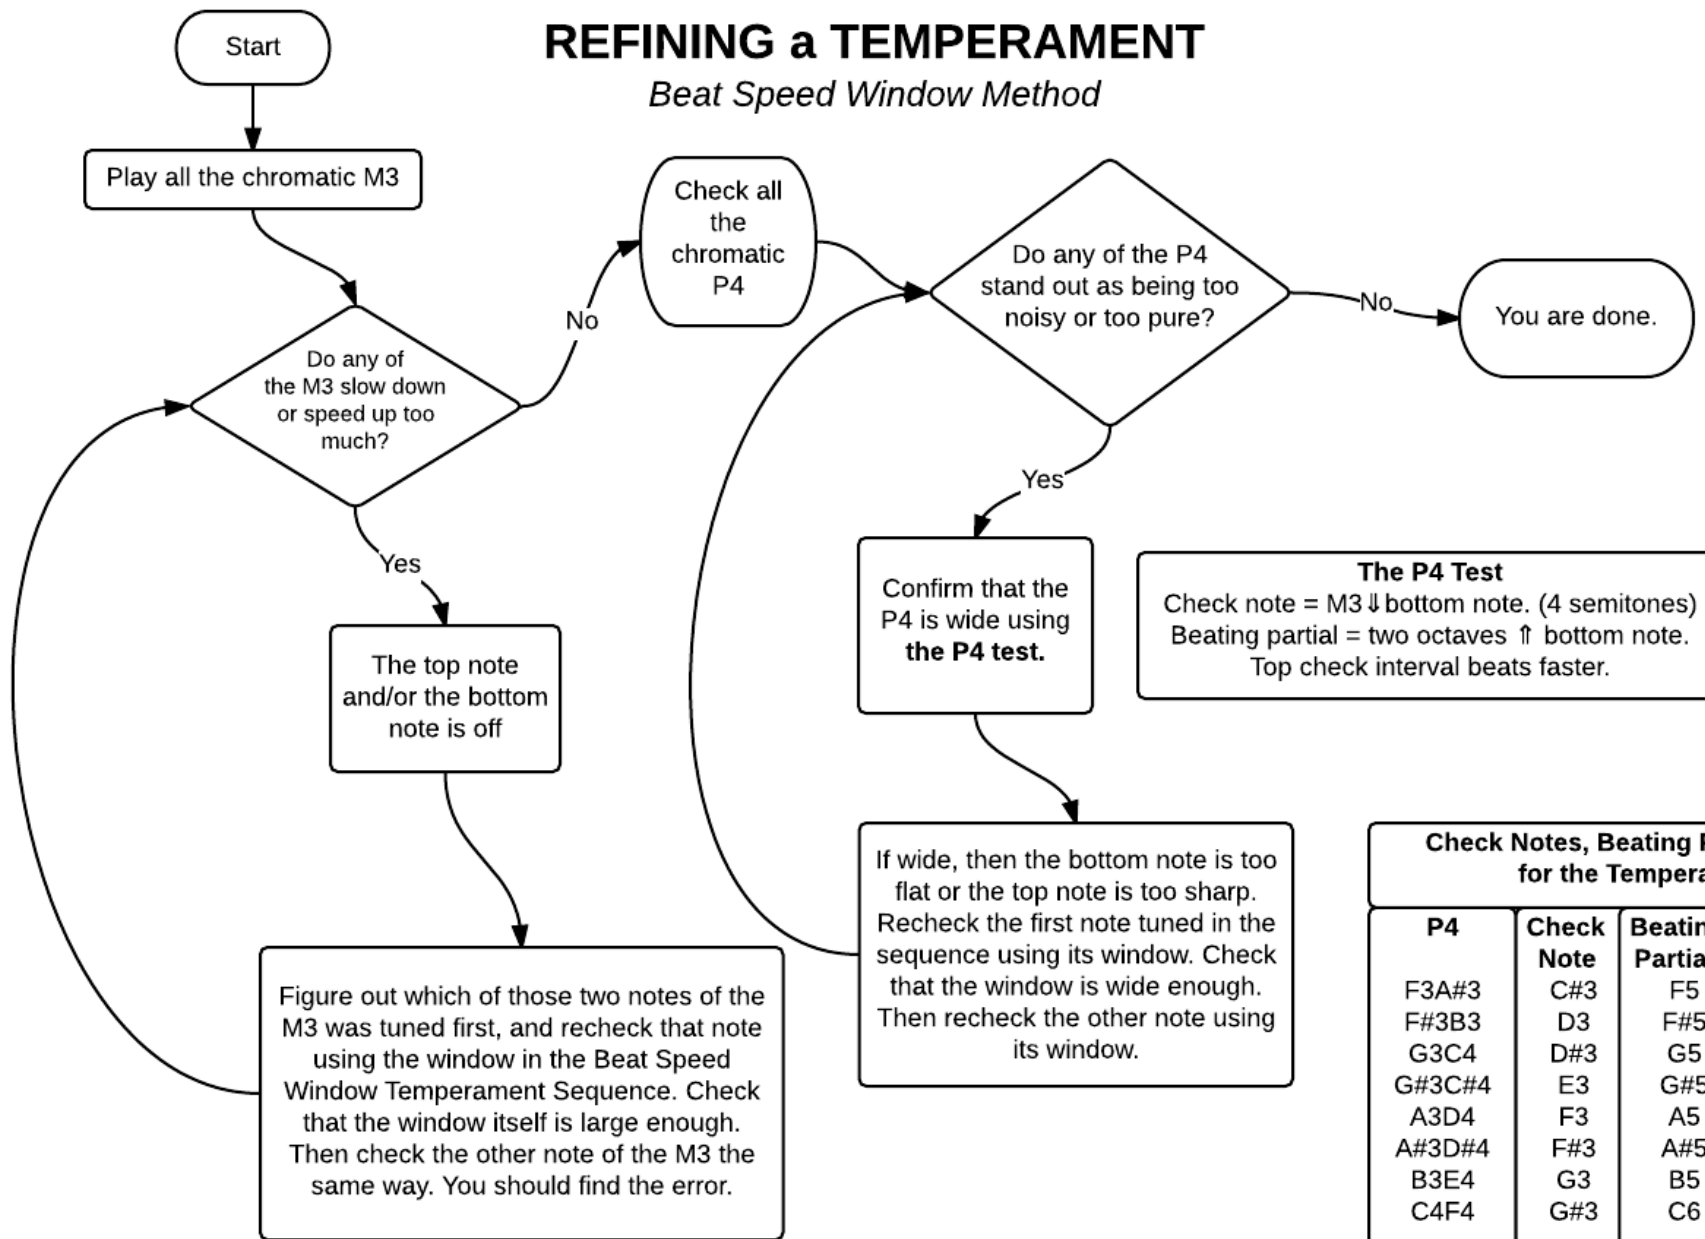 REFINING a TEMPERAMENT
Beat Speed Window Method
Start
Play all the chromatic M3
Do any of
the M3 slow down
or speed up too
much?
No
Yes
The top note
and/or the bottom
note is off
Figure out which of those two notes of the
M3 was tuned first, and recheck that note
using the window in the Beat Speed
Window Temperament Sequence. Check
that the window itself is large enough.
Then check the other note of the M3 the
same way. You should find the error.
Check all
the
chromatic
P4
Do any of the P4
stand out as being too
noisy or too pure?
No
You are done.
Yes
Confirm that the
P4 is wide using
the P4 test.
If wide, then the bottom note is too
flat or the top note is too sharp.
Recheck the first note tuned in the
sequence using its window. Check
that the window is wide enough.
Then recheck the other note using
its window.
The P4 Test
Check note = M3⇓bottom note. (4 semitones)
Beating partial = two octaves ⇑ bottom note.
Top check interval beats faster.
Check Notes, Beating
for the
P4 Check
Note
F3A#3 C#3 F5
F#3B3 D3 F#5
G3C4 D#3 G5
G#3C#4 E3 G#5
A3D4 F3 A5
A#3D#4 F#3 A#5
B3E4 G3 B5
C4F4 G#3 C6